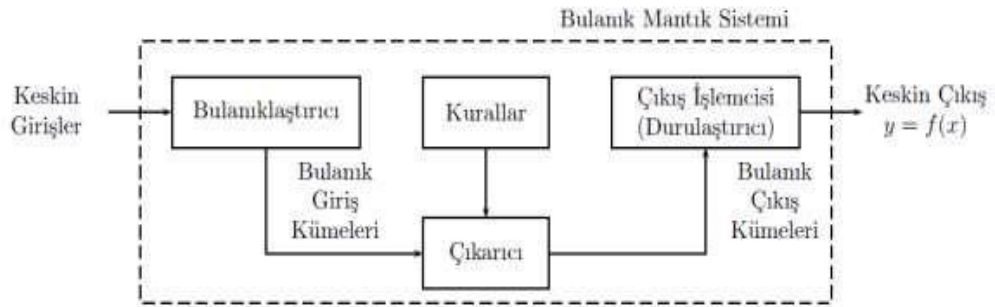 Bulanık Mantık Sistemi
Keskin
Girişler
Bulanıklaştırıcı
Kurallar
Çıkış İşlemcisi
(Durulaştırıcı)
Keskin Çıkış
y = f(x)
Bulanık
Giriş
Kümeleri
Çıkarıcı
Bulanık
Çıkış
Kümeleri